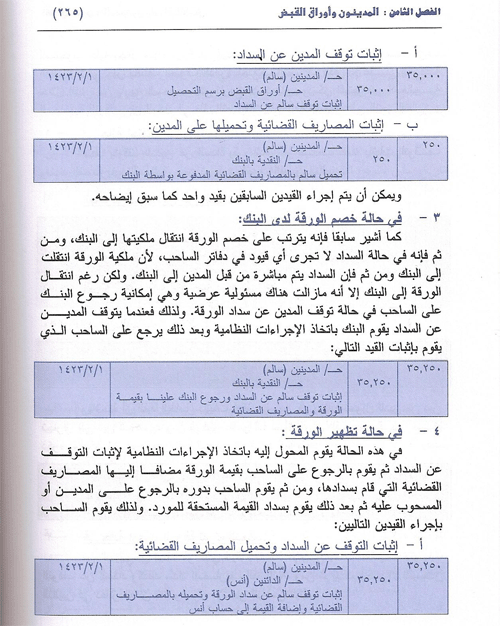 الفصل الثامن : المدينون وأوراق القبض (٢٦٥)
أ - إثبات توقف المدين عن السداد:
٣٥,٠٠٠ حـ/ المدينين (سالم) ١٤٢٣/٢/١
٣٥,٠٠٠ حـ/ أوراق القبض برسم التحصيل
إثبات توقف سالم عن السداد
ب - إثبات المصاريف القضائية وتحميلها على المدين:
٢٥٠ حـ/ المدينين (سالم) ١٤٢٣/٢/١
٢٥٠ حـ/ النقدية بالبنك
تحميل سالم بالمصاريف القضائية المدفوعة بواسطة البنك
ويمكن أن يتم إجراء القيدين السابقين بقيد واحد كما سبق إيضاحه.
٣ - في حالة خصم الورقة لدى البنك:
كما أشير سابقا فإنه يترتب على خصم الورقة انتقال ملكيتها إلى البنك، ومن
ثم فإنه في حالة السداد لا تجرى أي قيود في دفاتر الساحب، لأن ملكية الورقة انتقلت
إلى البنك ومن ثم فإن السداد يتم مباشرة من قبل المدين إلى البنك. ولكن رغم انتقال
الورقة إلى البنك إلا أنه مازالت هناك مسئولية عرضية وهي إمكانية رجوع البنك
على الساحب في حالة توقف المدين عن سداد الورقة. ولذلك فعندما يتوقف المدين
عن السداد يقوم البنك باتخاذ الإجراءات النظامية وبعد ذلك يرجع على الساحب الذي
يقوم بإثبات القيد التالي:
٣٥,٢٥٠ حـ/ المدينين (سالم) ١٤٢٣/٢/١
٣٥,٢٥٠ حـ/ النقدية بالبنك
إثبات توقف سالم عن السداد ورجوع البنك علينا بقيمة
الورقة والمصاريف القضائية
٤ - في حالة تظهير الورقة :
في هذه الحالة يقوم المحول إليه باتخاذ الإجراءات النظامية لإثبات التوقف
عن السداد ثم يقوم بالرجوع على الساحب بقيمة الورقة مضافا إليها المصاريف
القضائية التي قام بسدادها، ومن ثم يقوم الساحب بدوره بالرجوع على المدين أو
المسحوب عليه ثم بعد ذلك يقوم بسداد القيمة المستحقة للمورد. ولذلك يقوم الساحب
بإجراء القيدين التاليين:
أ - إثبات التوقف عن السداد وتحميل المصاريف القضائية:
٣٥,٢٥٠ حـ/ المدينين (سالم) ١٤٢٣/٢/١
٣٥,٢٥٠ حـ/ الدائنين (أنس)
إثبات توقف سالم عن سداد الورقة وتحميله بالمصاريف
القضائية وإضافة القيمة إلى حساب أنس